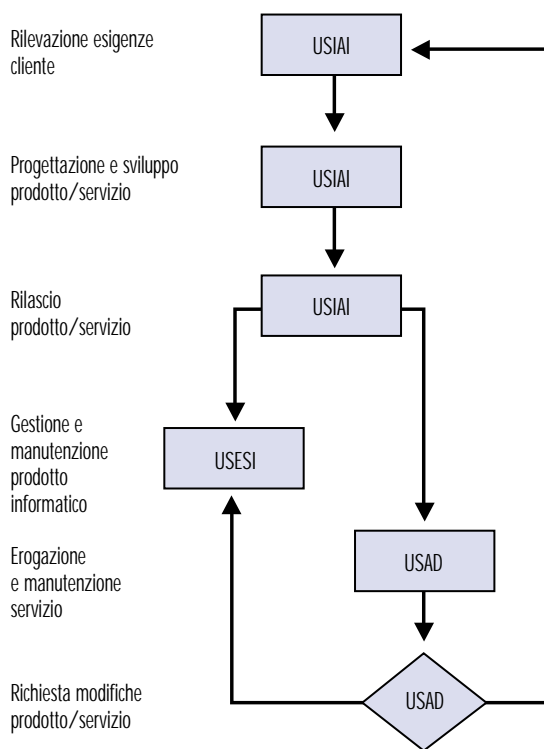 Rilevazione esigenze
cliente
USIAI
Progettazione e sviluppo
prodotto/servizio
USIAI
Rilascio
prodotto/servizio
USIAI
Gestione e
manutenzione
prodotto
informatico
USESI
Erogazione
e manutenzione
servizio
USAD
Richiesta modifiche
prodotto/servizio
USAD